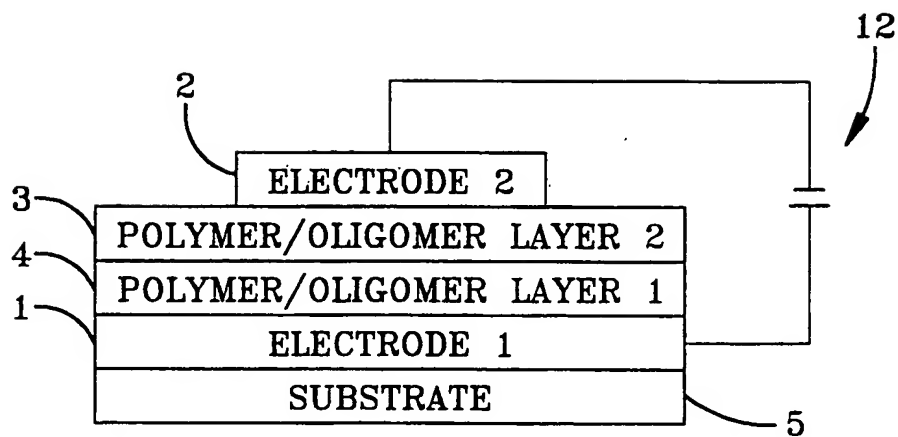 12
2
ELECTRODE 2
3
POLYMER/OLIGOMER LAYER 2
4
POLYMER/OLIGOMER LAYER 1
1
ELECTRODE 1
SUBSTRATE
5